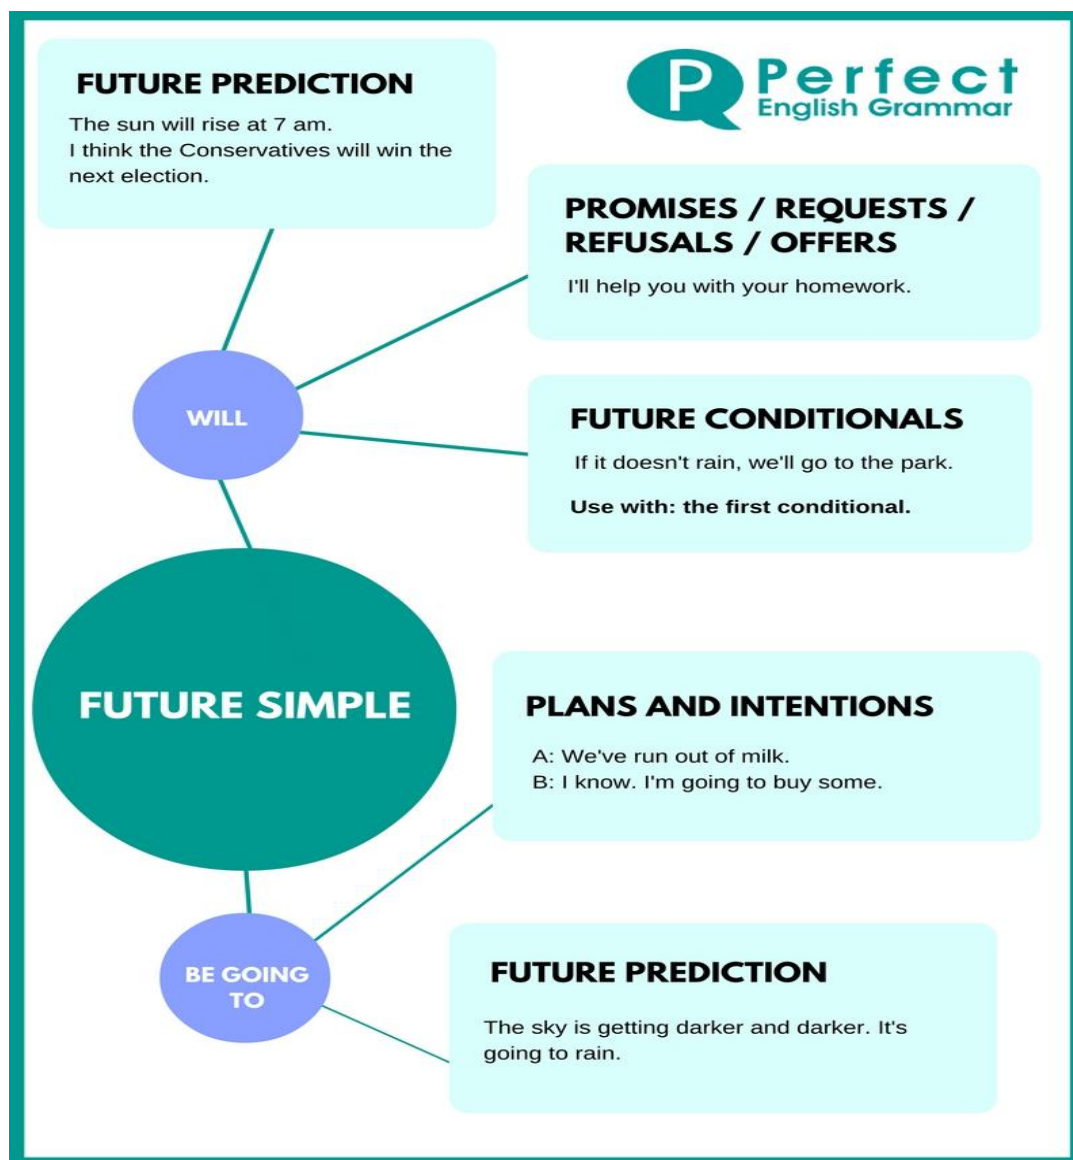 FUTURE PREDICTION
The sun will rise at 7 am.
I think the Conservatives will win the
next election.
P Perfect
English Grammar
PROMISES / REQUESTS /
REFUSALS / OFFERS
I'll help you with your homework.
WILL
FUTURE CONDITIONALS
If it doesn't rain, we'll go to the park.
Use with: the first conditional.
FUTURE SIMPLE
PLANS AND INTENTIONS
A: We've run out of milk.
B: I know. I'm going to buy some.
BE GOING
TO
FUTURE PREDICTION
The sky is getting darker and darker. It's
going to rain.